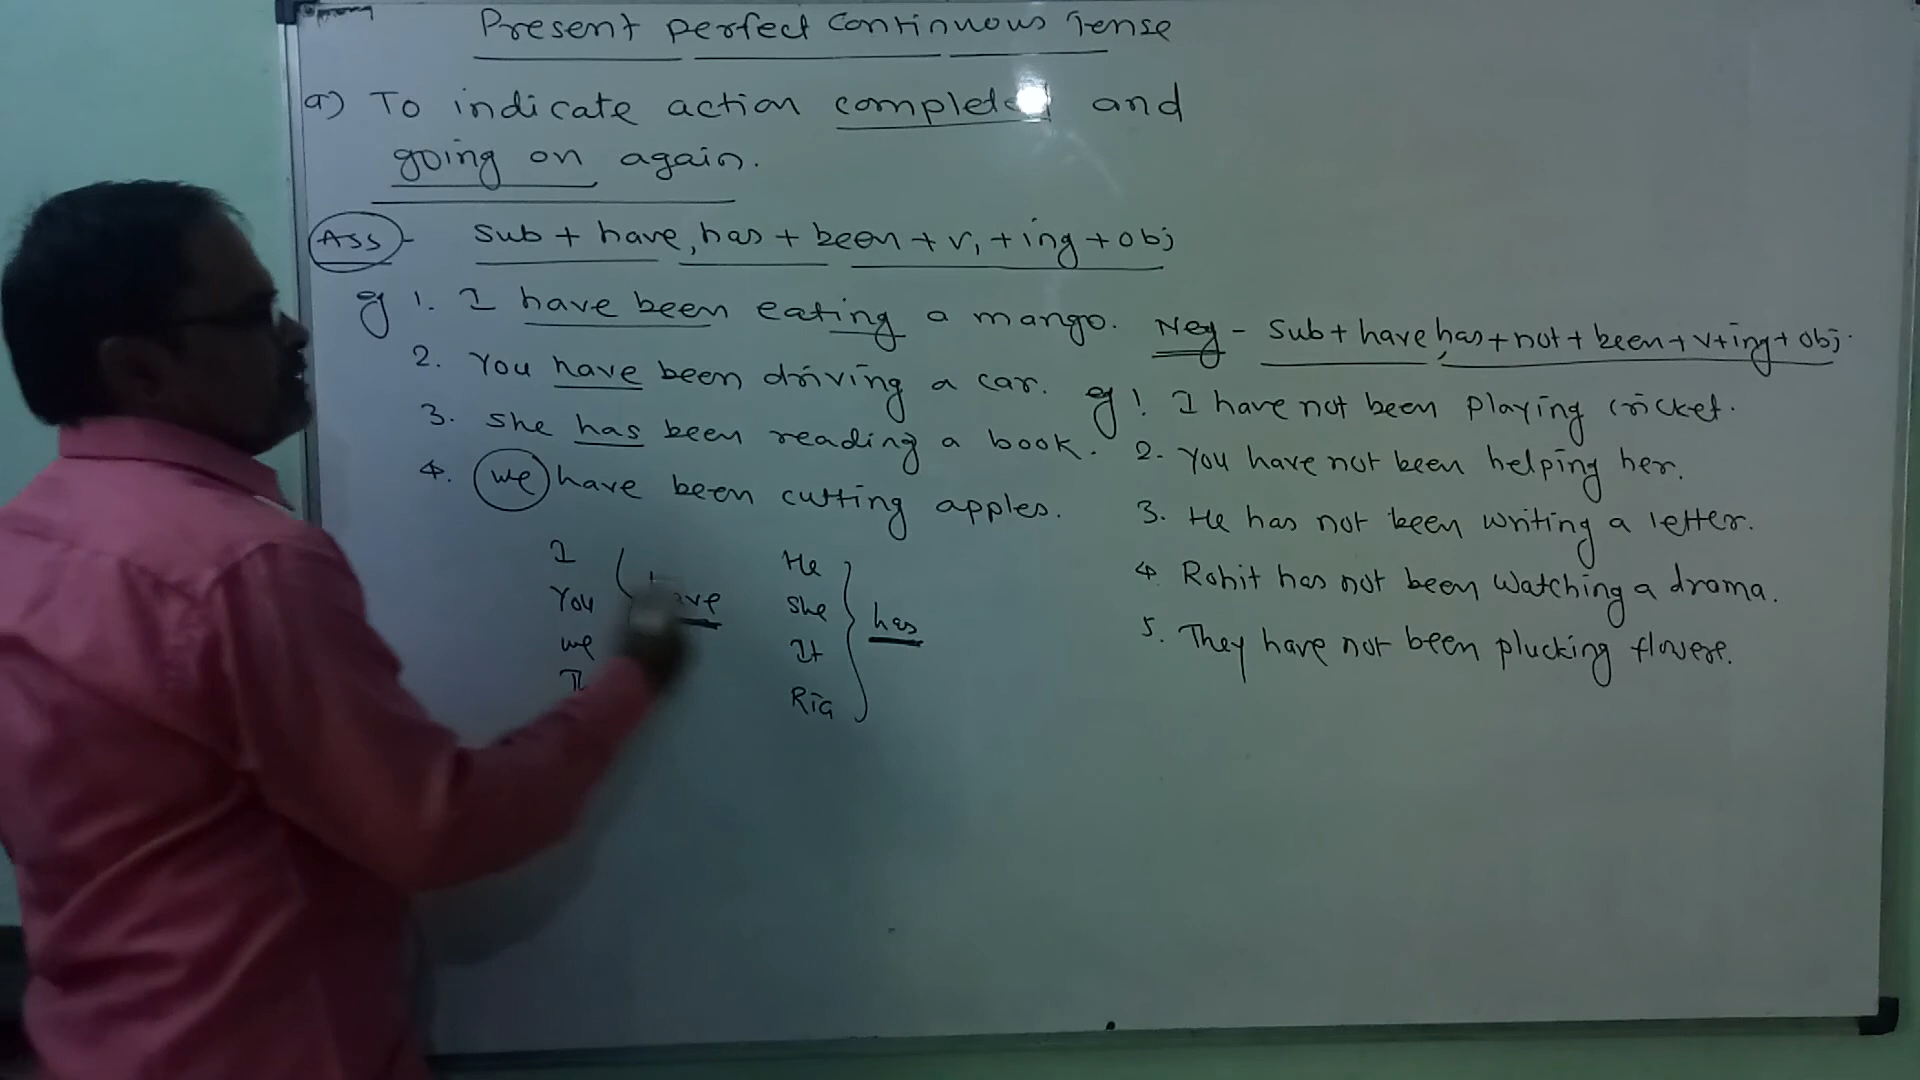 Present perfect Continuous Tense
a) To indicate action completed and
going on again.
Ass - Sub + have, has + been + v1 + ing + obj
eg 1. I have been eating a mango.
2. You have been driving a car.
3. She has been reading a book.
4. we have been cutting apples.
I
You
we
have
He
She
It
Ria
has
Neg - Sub + have, has + not + been + v + ing + obj.
eg 1. I have not been playing cricket.
2. You have not been helping her.
3. He has not been writing a letter.
4. Rohit has not been watching a drama.
5. They have not been plucking flowers.